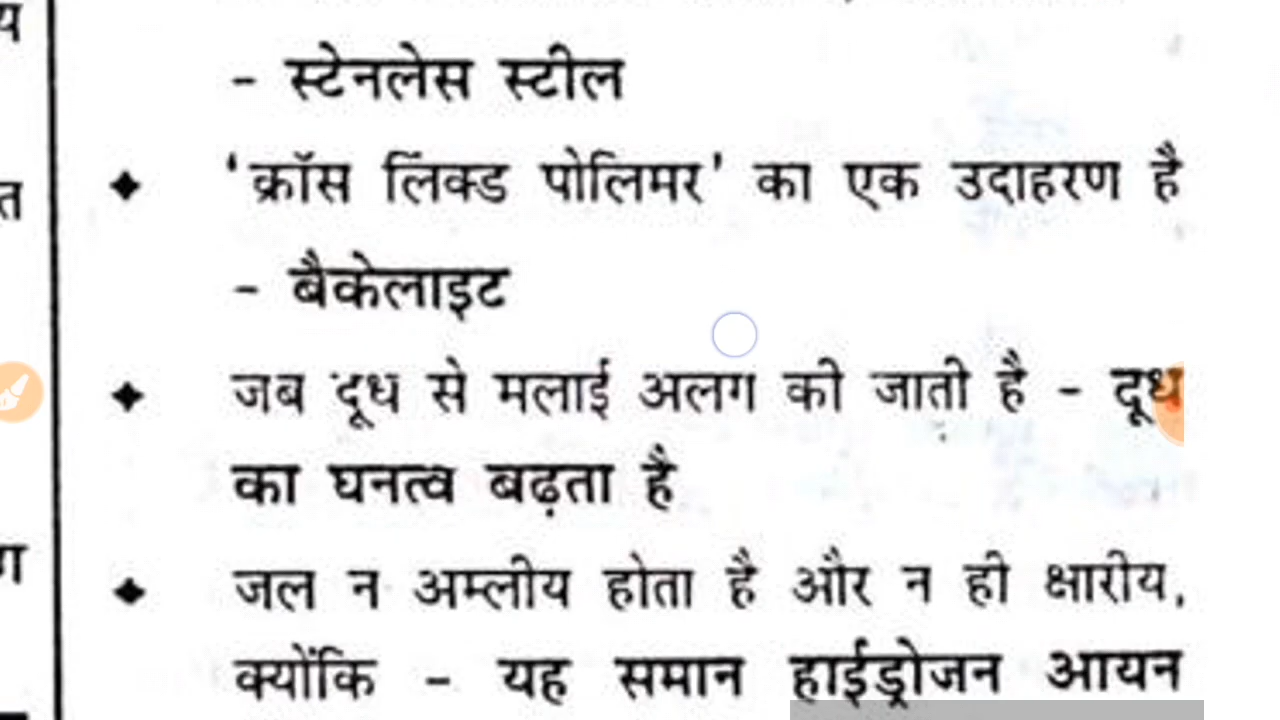 य
- स्टेनलेस स्टील
'क्रॉस लिंक्ड पोलिमर' का एक उदाहरण है
त
- बैकेलाइट
जब दूध से मलाई अलग की जाती है - दूध
का घनत्व बढ़ता है
ग
जल न अम्लीय होता है और न ही क्षारीय,
क्योंकि - यह समान हाईड्रोजन आयन